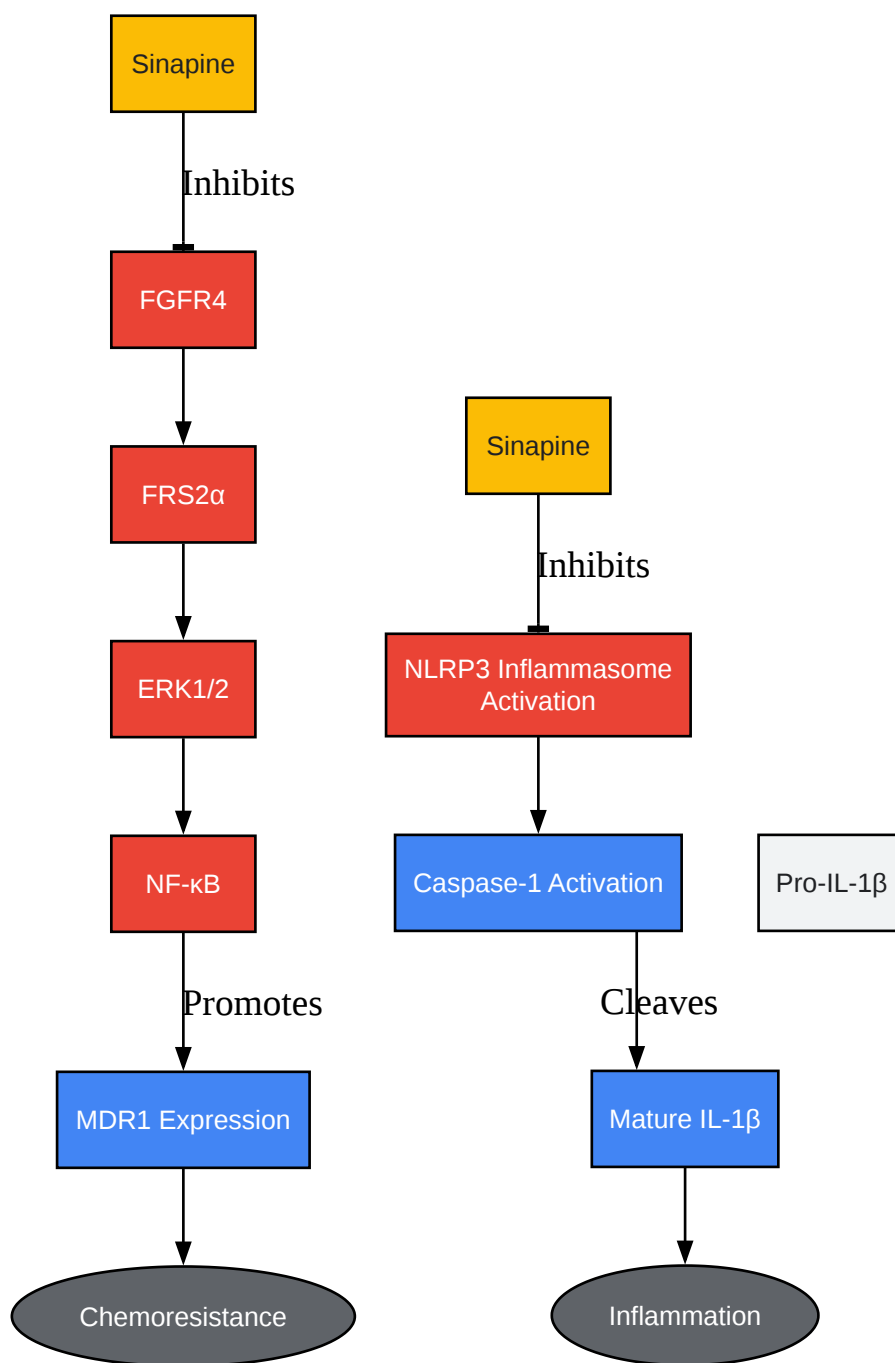 Sinapine
Inhibits
FGFR4
FRS2α
ERK1/2
NF-κB
Promotes
MDR1 Expression
Chemoresistance
Sinapine
Inhibits
NLRP3 Inflammasome
Activation
Caspase-1 Activation
Pro-IL-1β
Cleaves
Mature IL-1β
Inflammation